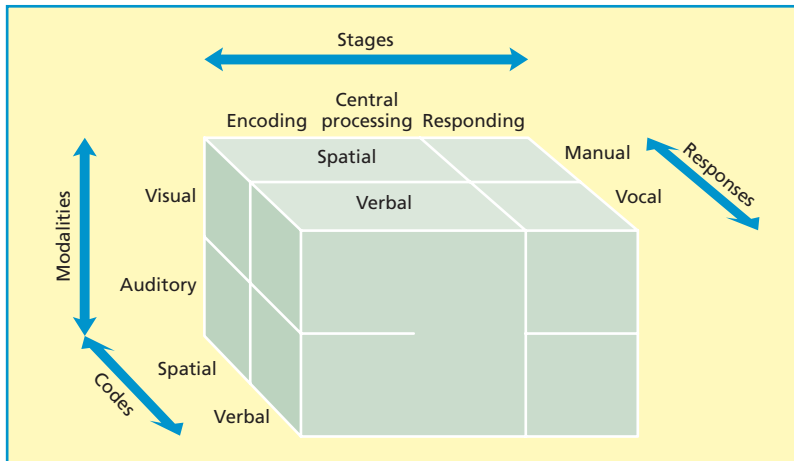 Stages
Central
Encoding processing Responding
Spatial
Manual
Responses
Visual
Verbal
Vocal
Modalities
Auditory
Spatial
Codes
Verbal